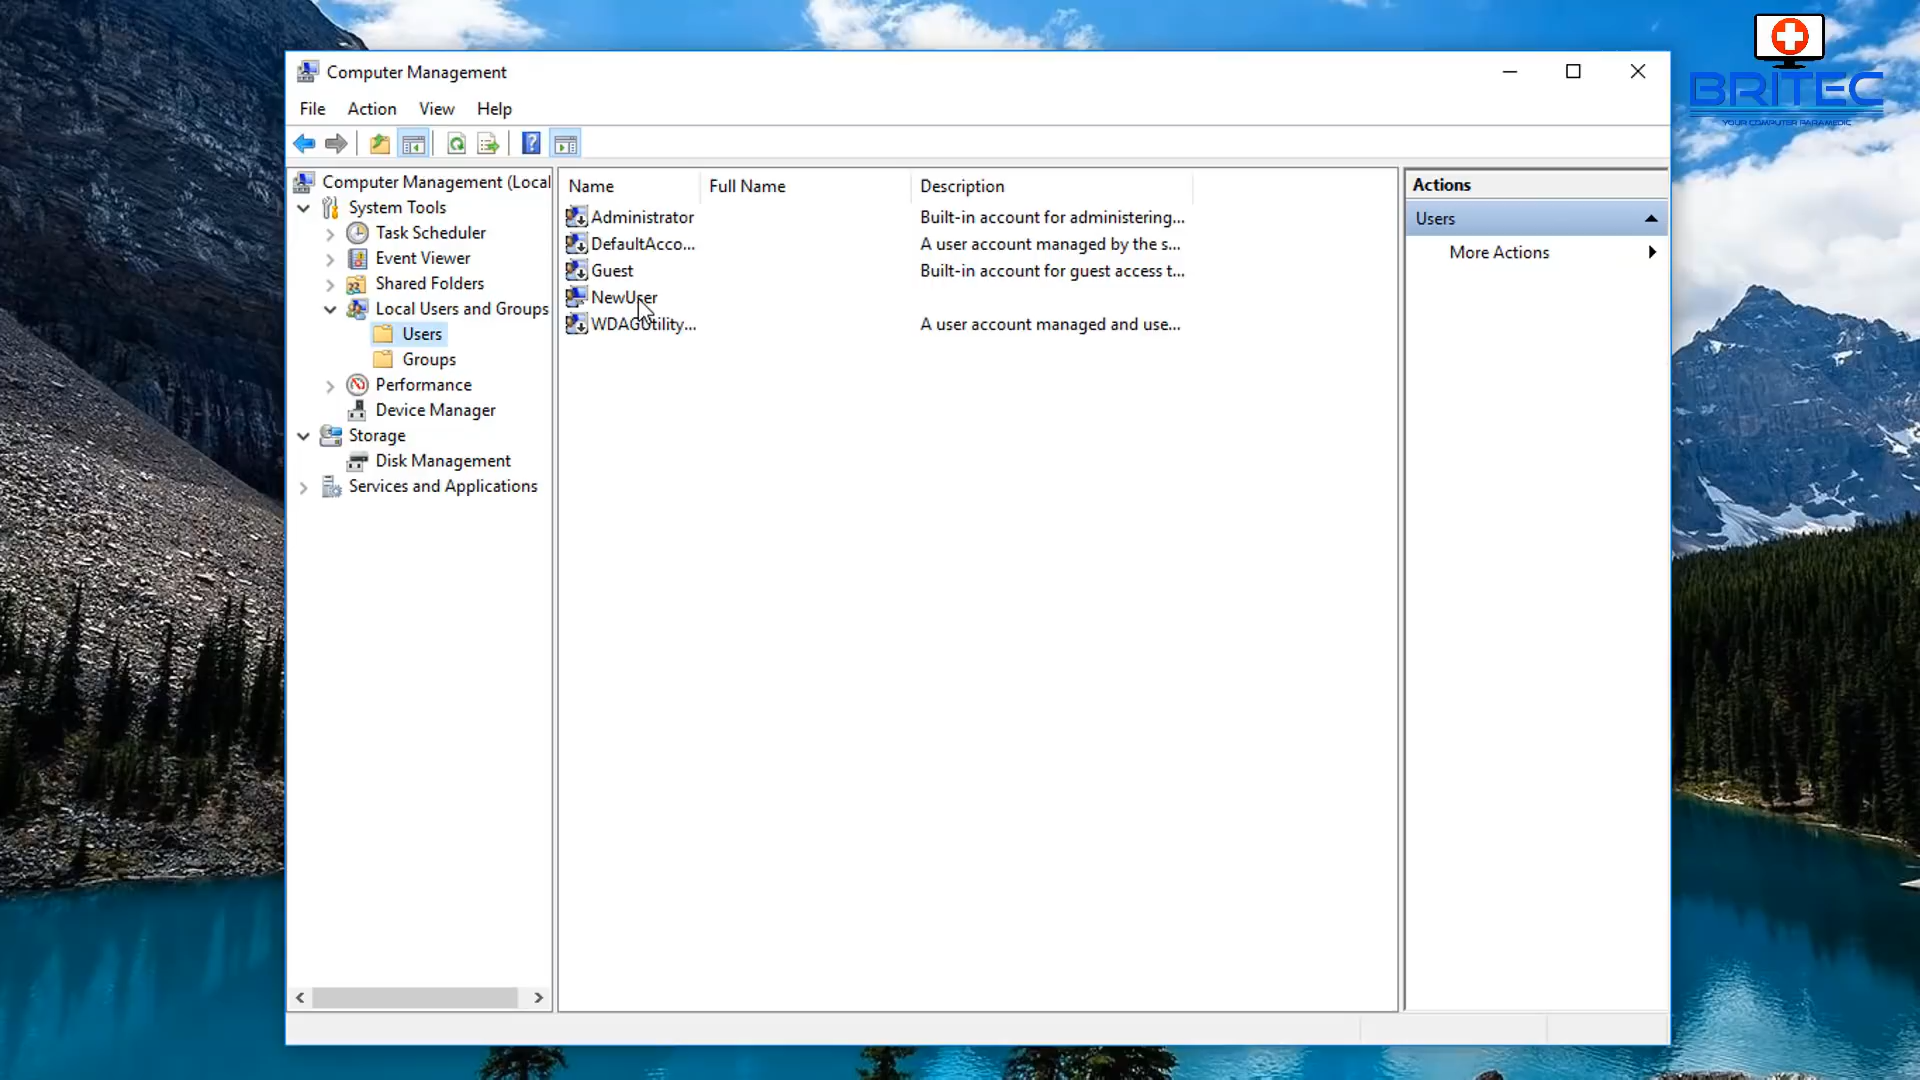 BRITEC
YOUR COMPUTER PARAMEDIC
Computer Management
File Action View Help
Computer Management (Local
System Tools
Task Scheduler
Event Viewer
Shared Folders
Local Users and Groups
Users
Groups
Performance
Device Manager
Storage
Disk Management
Services and Applications
Name Full Name Description
Administrator Built-in account for administering...
DefaultAcco... A user account managed by the s...
Guest Built-in account for guest access t...
NewUser
WDAGUtility... A user account managed and use...
Actions
Users
More Actions